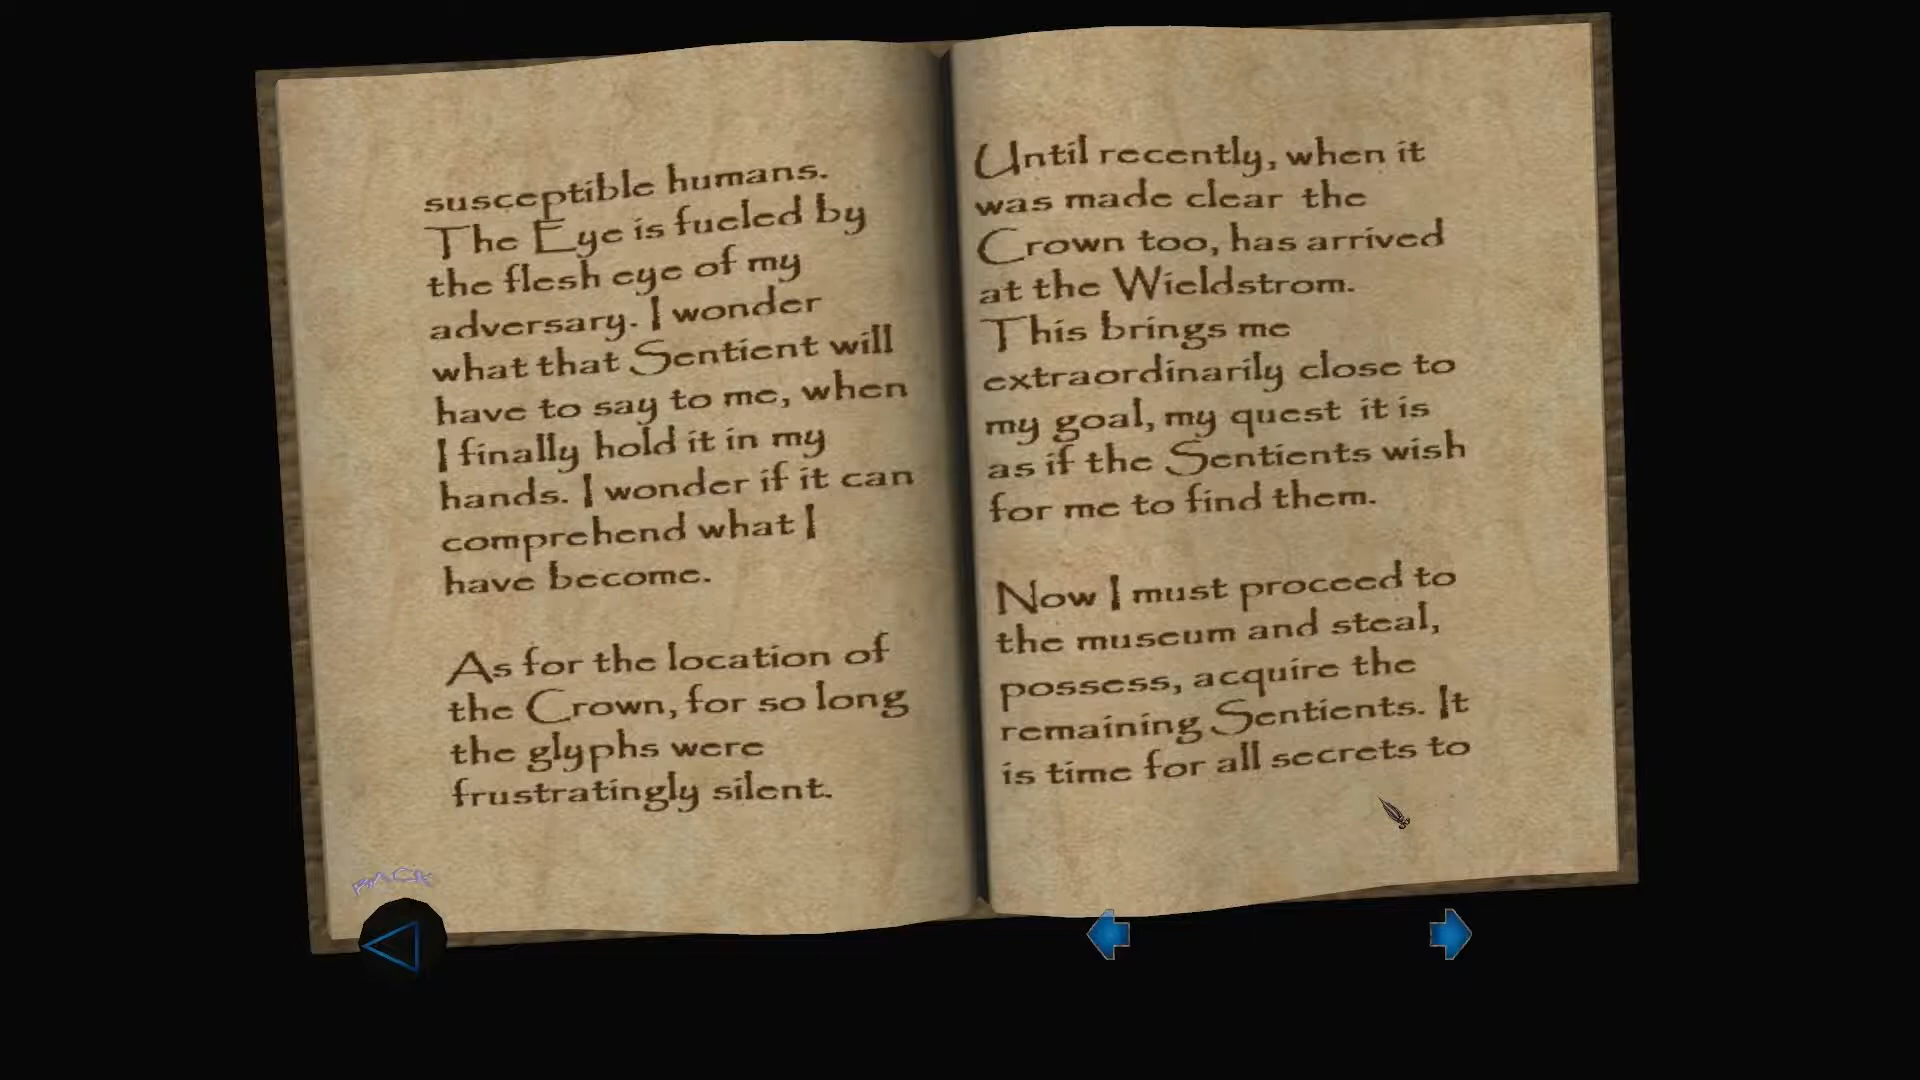 susceptible humans.
The Eye is fueled by
the flesh eye of my
adversary. I wonder
what that Sentient will
have to say to me, when
I finally hold it in my
hands. I wonder if it can
comprehend what I
have become.
As for the location of
the Crown, for so long
the glyphs were
frustratingly silent.
Until recently, when it
was made clear the
Crown too, has arrived
at the Wieldstrom.
This brings me
extraordinarily close to
my goal, my quest it is
as if the Sentients wish
for me to find them.
Now I must proceed to
the museum and steal,
possess, acquire the
remaining Sentients. It
is time for all secrets to
BACK